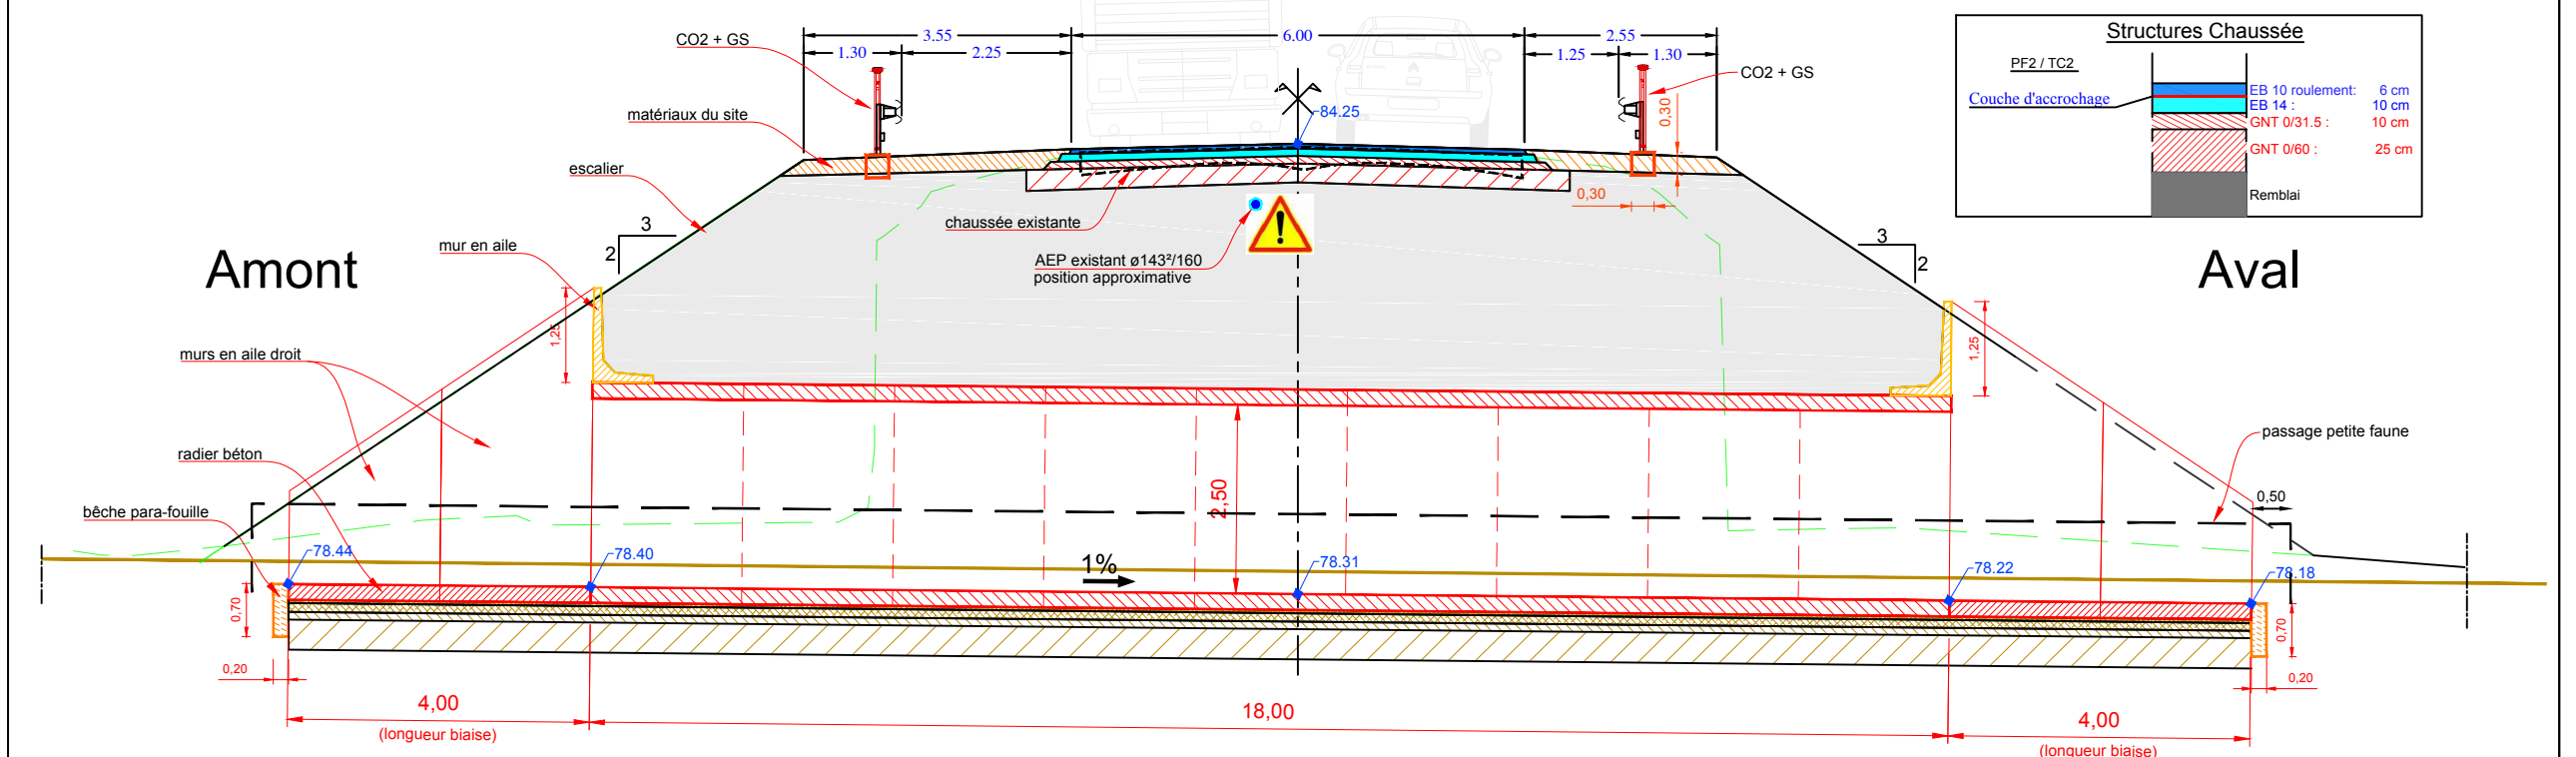 3.55
6.00
2.55
1.30
2.25
1.25
1.30
CO2 + GS
CO2 + GS
matériaux du site
84.25
0,30
escalier
0,30
3
2
chaussée existante
mur en aile
3
2
Amont
AEP existant ø143²/160
position approximative
Aval
1,25
1,25
murs en aile droit
passage petite faune
radier béton
2,50
0,50
bêche para-fouille
78.44
78.40
1%
78.31
78.22
78.18
0,70
0,70
0,20
0,20
4,00
18,00
4,00
(longueur biaise)
(longueur biaise)
Structures Chaussée
PF2 / TC2
Couche d'accrochage
EB 10 roulement: 6 cm
EB 14 : 10 cm
GNT 0/31.5 : 10 cm
GNT 0/60 : 25 cm
Remblai